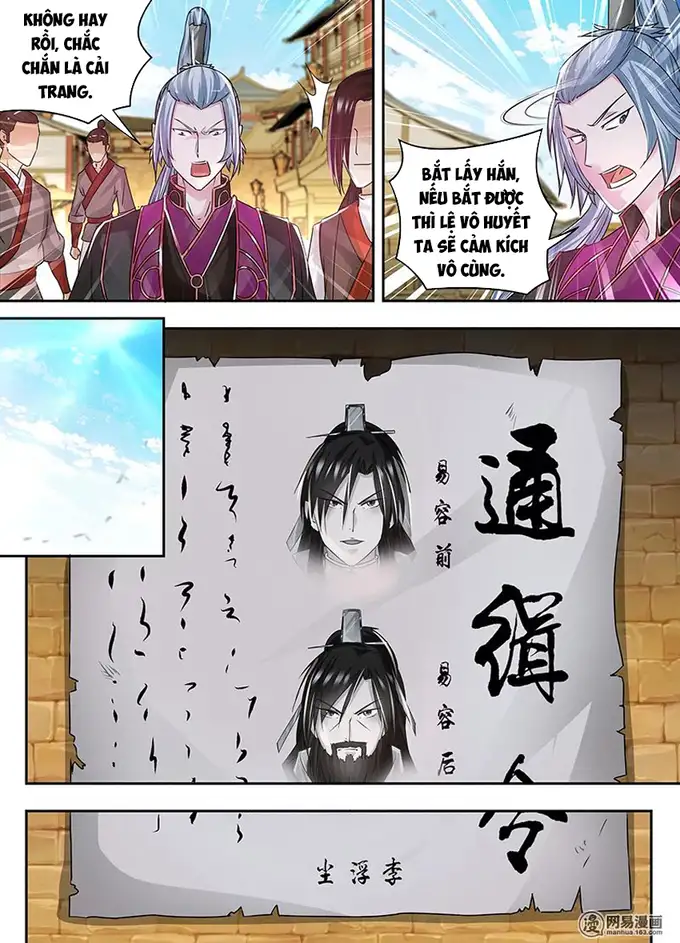 KHÔNG HAY
RỒI, CHẮC
CHẮN LÀ CẢI
TRANG.
BẮT LẤY HẮN,
NẾU BẮT ĐƯỢC
THÌ LỆ VÔ HUYẾT
TA SẼ CẢM KÍCH
VÔ CÙNG.
通缉令
易容前
易容后
李浮尘
网易漫画
manhua.163.com